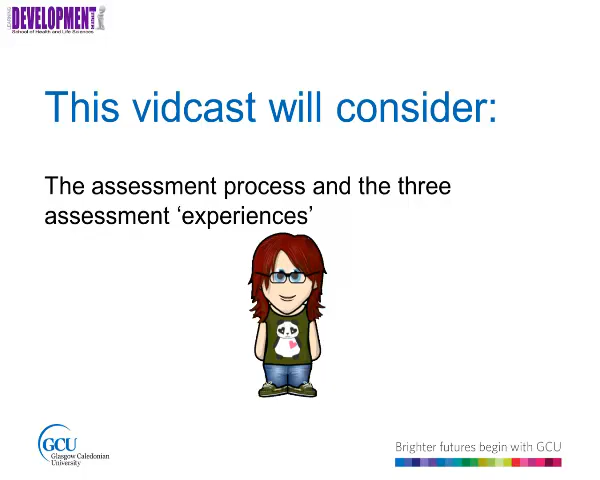 LEARNING
DEVELOPMENT
School of Health and Life Sciences
This vidcast will consider:
The assessment process and the three
assessment ‘experiences’
GCU
Glasgow Caledonian
University
Brighter futures begin with GCU